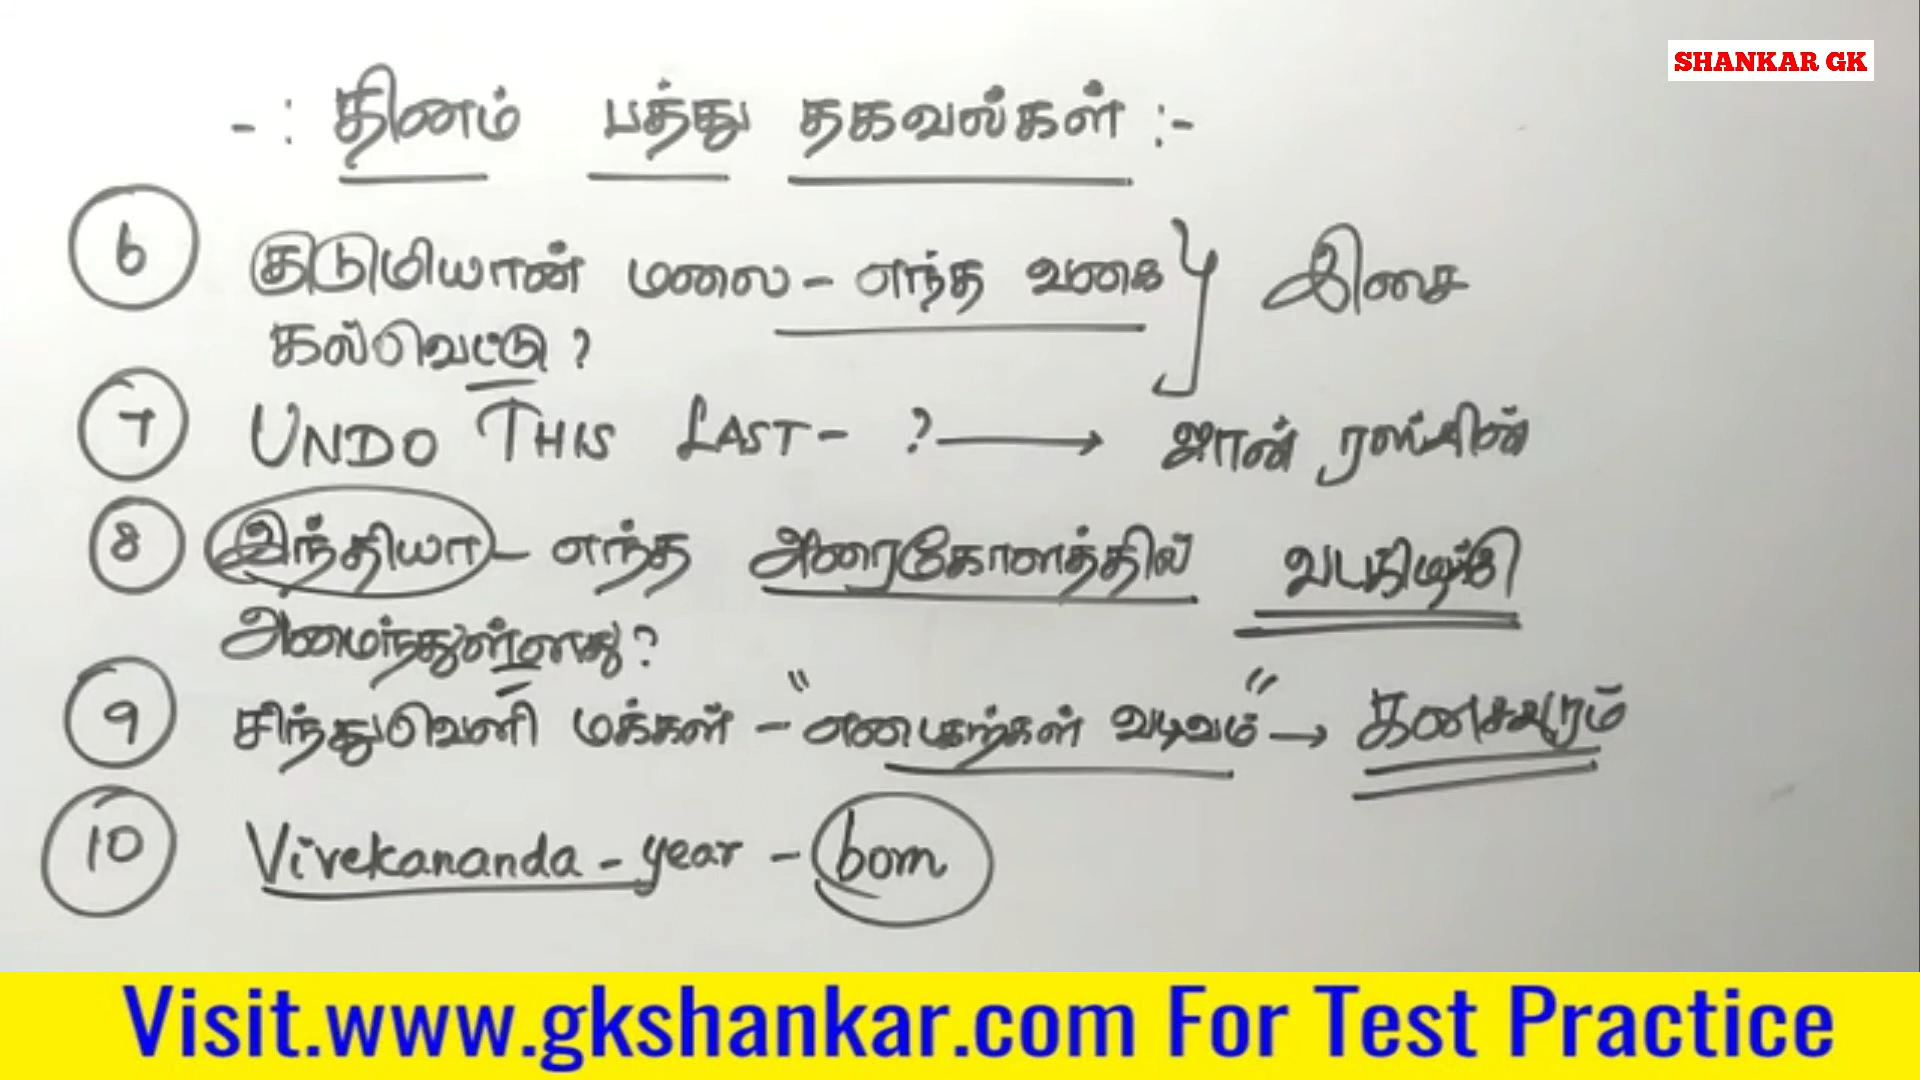 SHANKAR GK
-: தினம் பத்து தகவல்கள் :-
6 குடுமியான் மலை - எந்த வகை இசை
கல்வெட்டு?
7 UNDO THIS LAST - ? → ஜான் ரஸ்கின்
8 இந்தியா - எந்த அரைகோளத்தில் வடகிழக்கு
அமைந்துள்ளது?
9 சிந்துவெளி மக்கள் - " வடிவம்" → கனசதுரம்
10 Vivekananda - year - born
Visit.www.gkshankar.com For Test Practice